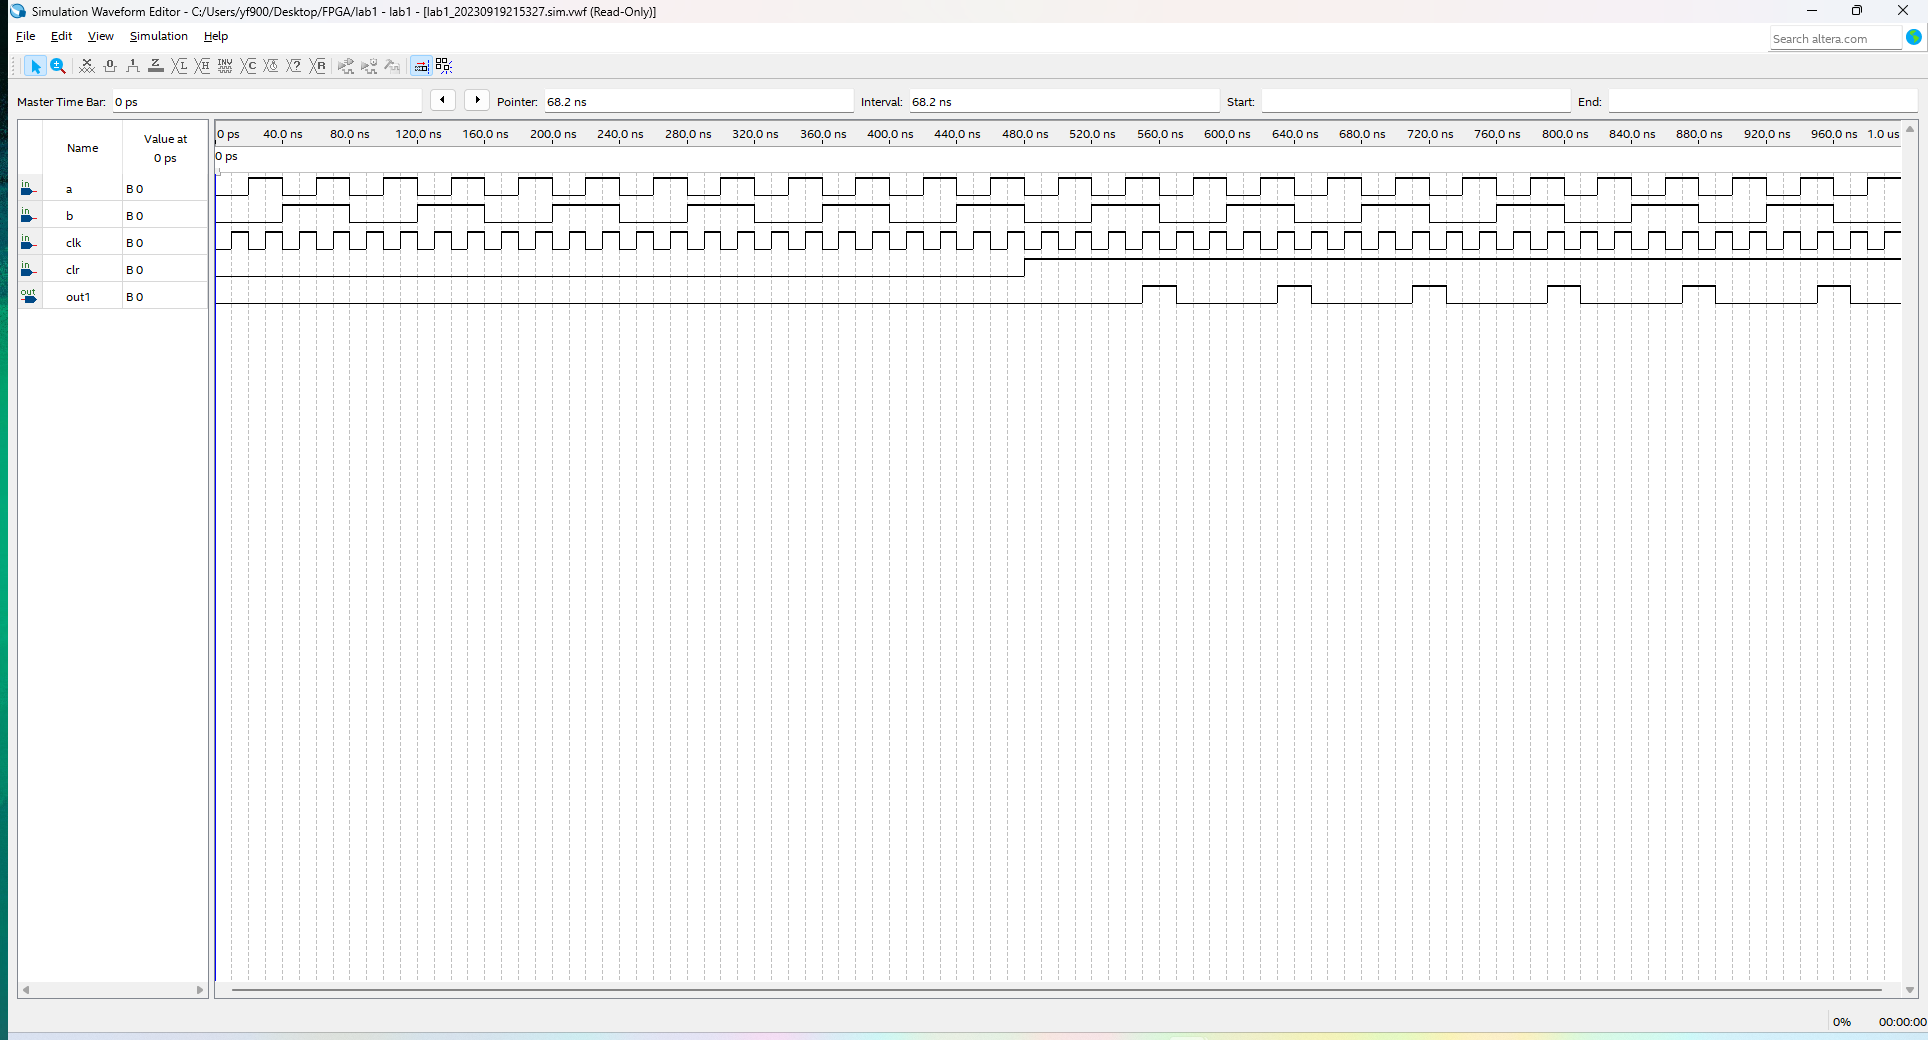 Simulation Waveform Editor - C:/Users/yf900/Desktop/FPGA/lab1 - lab1 - [lab1_20230919215327.sim.vwf (Read-Only)]
File Edit View Simulation Help
Search altera.com
Master Time Bar: 0 ps Pointer: 68.2 ns Interval: 68.2 ns Start: End:
Name Value at 0 ps
0 ps 40.0 ns 80.0 ns 120.0 ns 160.0 ns 200.0 ns 240.0 ns 280.0 ns 320.0 ns 360.0 ns 400.0 ns 440.0 ns 480.0 ns 520.0 ns 560.0 ns 600.0 ns 640.0 ns 680.0 ns 720.0 ns 760.0 ns 800.0 ns 840.0 ns 880.0 ns 920.0 ns 960.0 ns 1.0 us
0 ps
in a B 0
in b B 0
in clk B 0
in clr B 0
out out1 B 0
0% 00:00:00